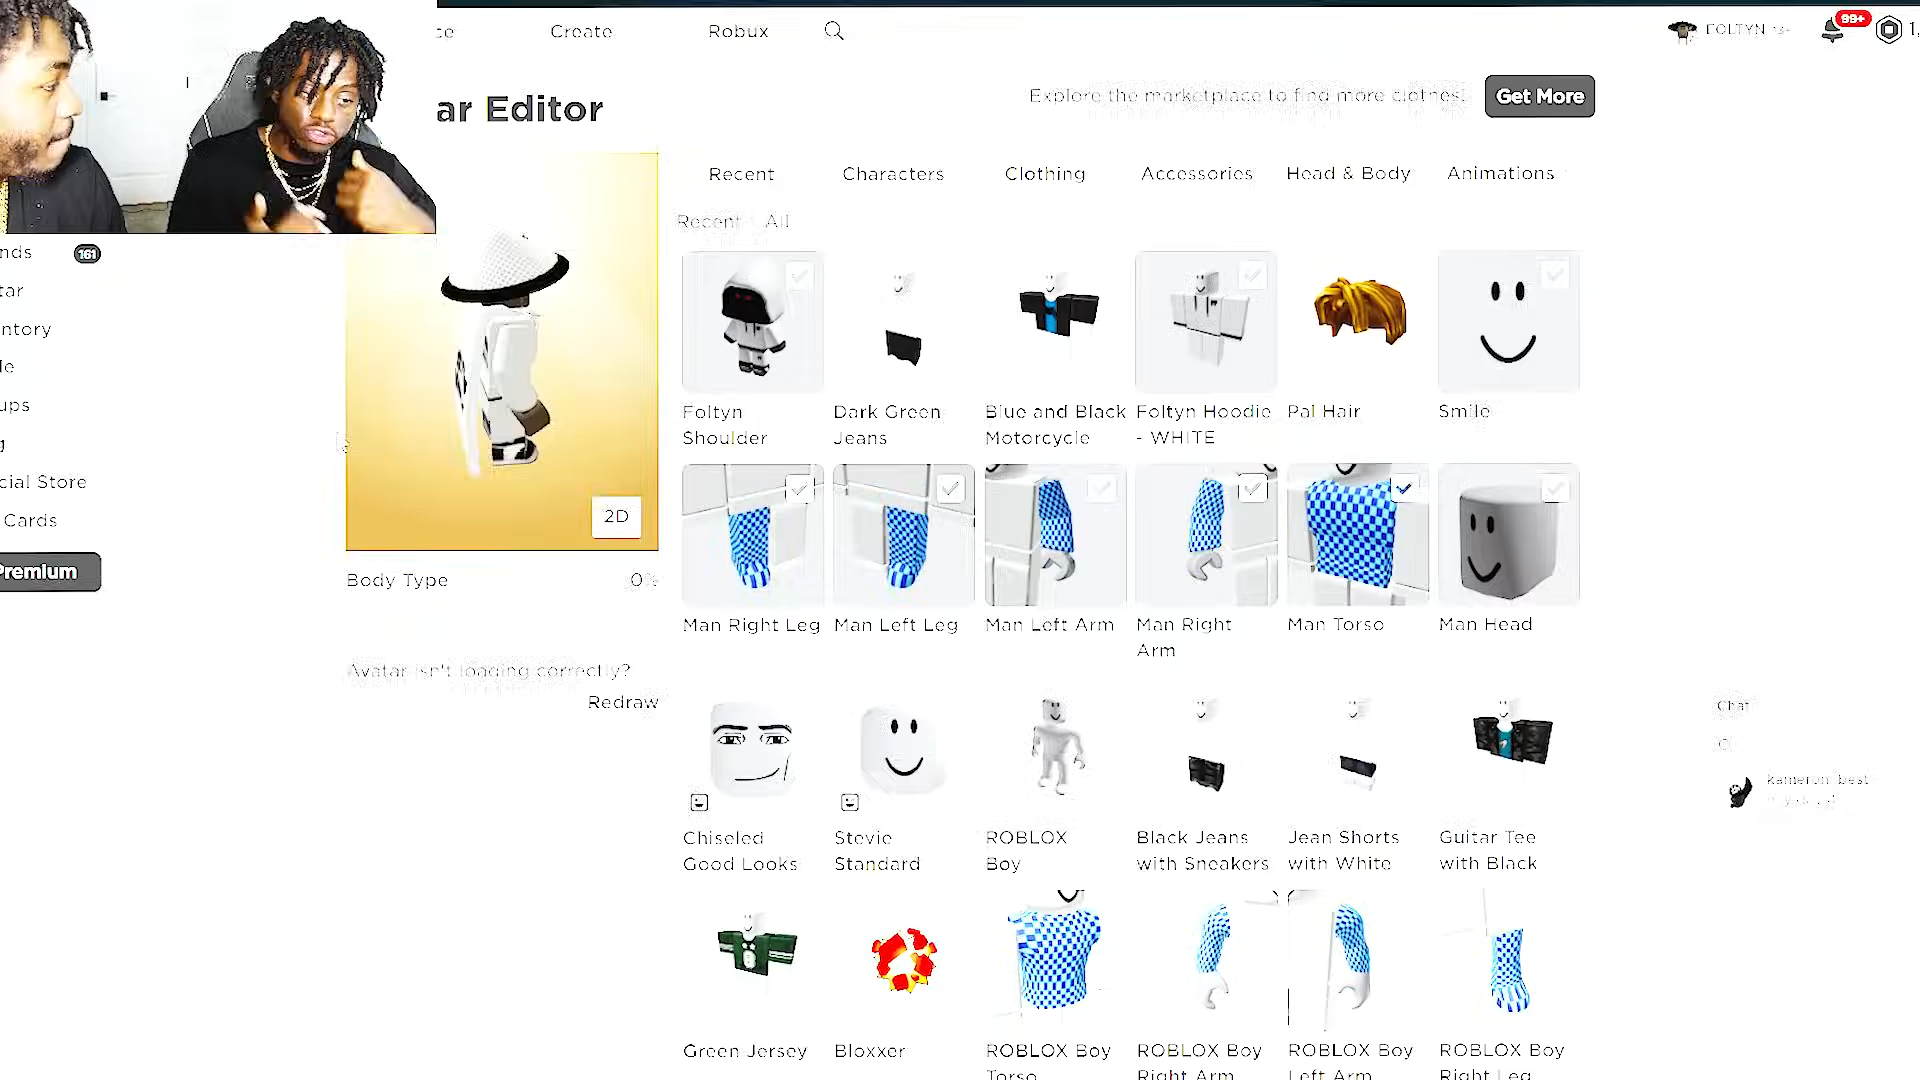 Create
Robux
FOLTYN
99+
ar Editor
Explore the marketplace to find more clothes!
Get More
Recent
Characters
Clothing
Accessories
Head & Body
Animations
Recent
All
nds
161
tar
ntory
ups
cial Store
Cards
Premium
2D
Body Type
0%
Avatar isn't loading correctly?
Redraw
Foltyn
Shoulder
Dark Green
Jeans
Blue and Black
Motorcycle
Foltyn Hoodie
- WHITE
Pal Hair
Smile
Man Right Leg
Man Left Leg
Man Left Arm
Man Right
Arm
Man Torso
Man Head
Chiseled
Good Looks
Stevie
Standard
ROBLOX
Boy
Black Jeans
with Sneakers
Jean Shorts
with White
Guitar Tee
with Black
Green Jersey
Bloxxer
ROBLOX Boy
Torso
ROBLOX Boy
Right Arm
ROBLOX Boy
Left Arm
ROBLOX Boy
Right Leg
Chat